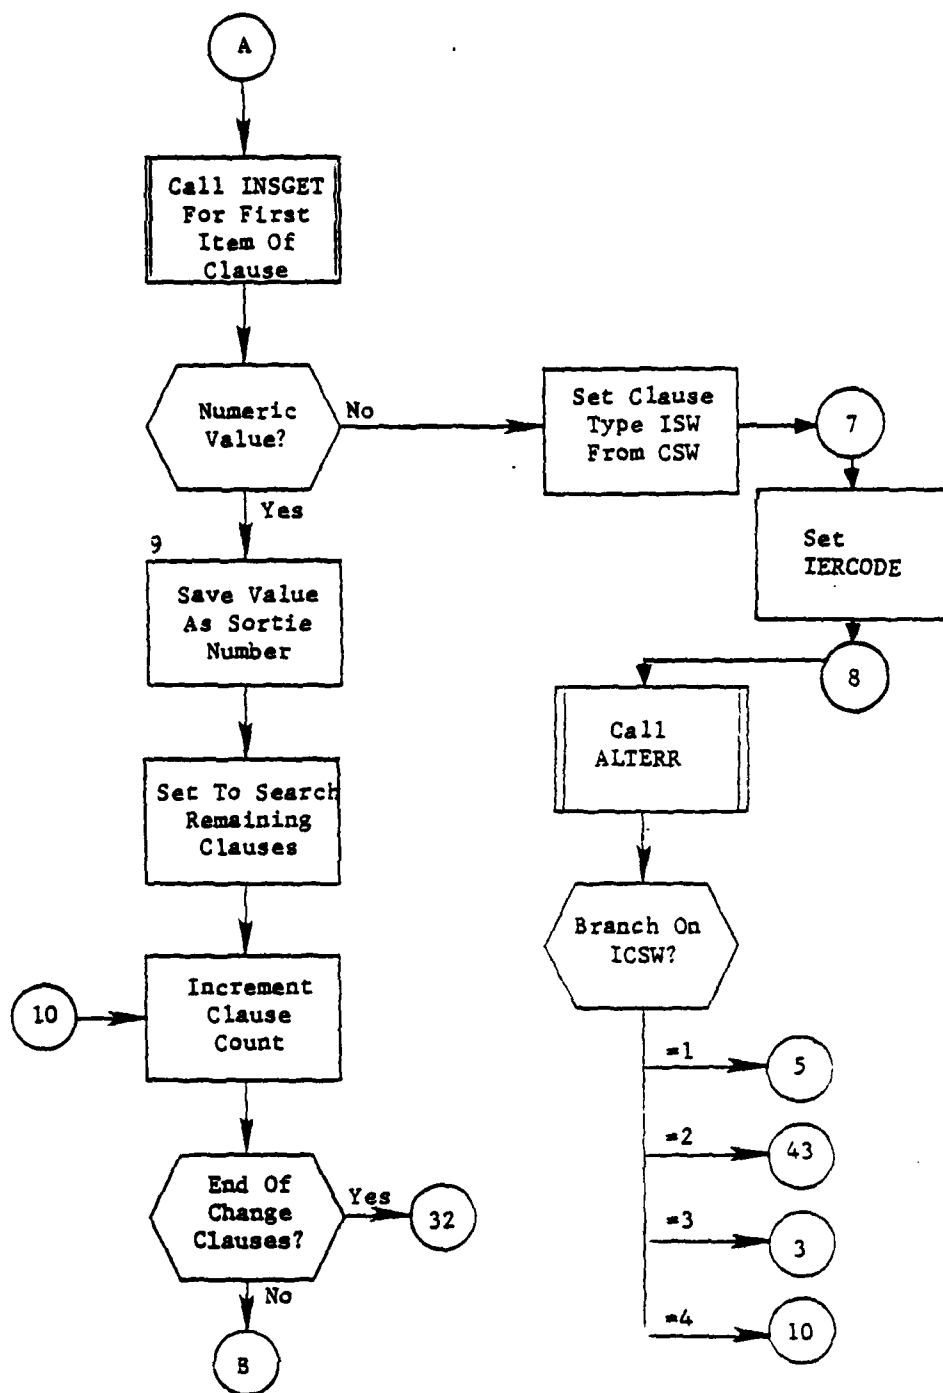 A
Call INSGET
For First
Item Of
Clause
Numeric
Value?
No
Yes
Set Clause
Type ISW
From CSW
7
Set
IERCODE
8
Call
ALTERR
Branch On
ICSW?
=1
5
=2
43
=3
3
=4
10
9
Save Value
As Sortie
Number
Set To Search
Remaining
Clauses
10
Increment
Clause
Count
End Of
Change
Clauses?
Yes
32
No
B